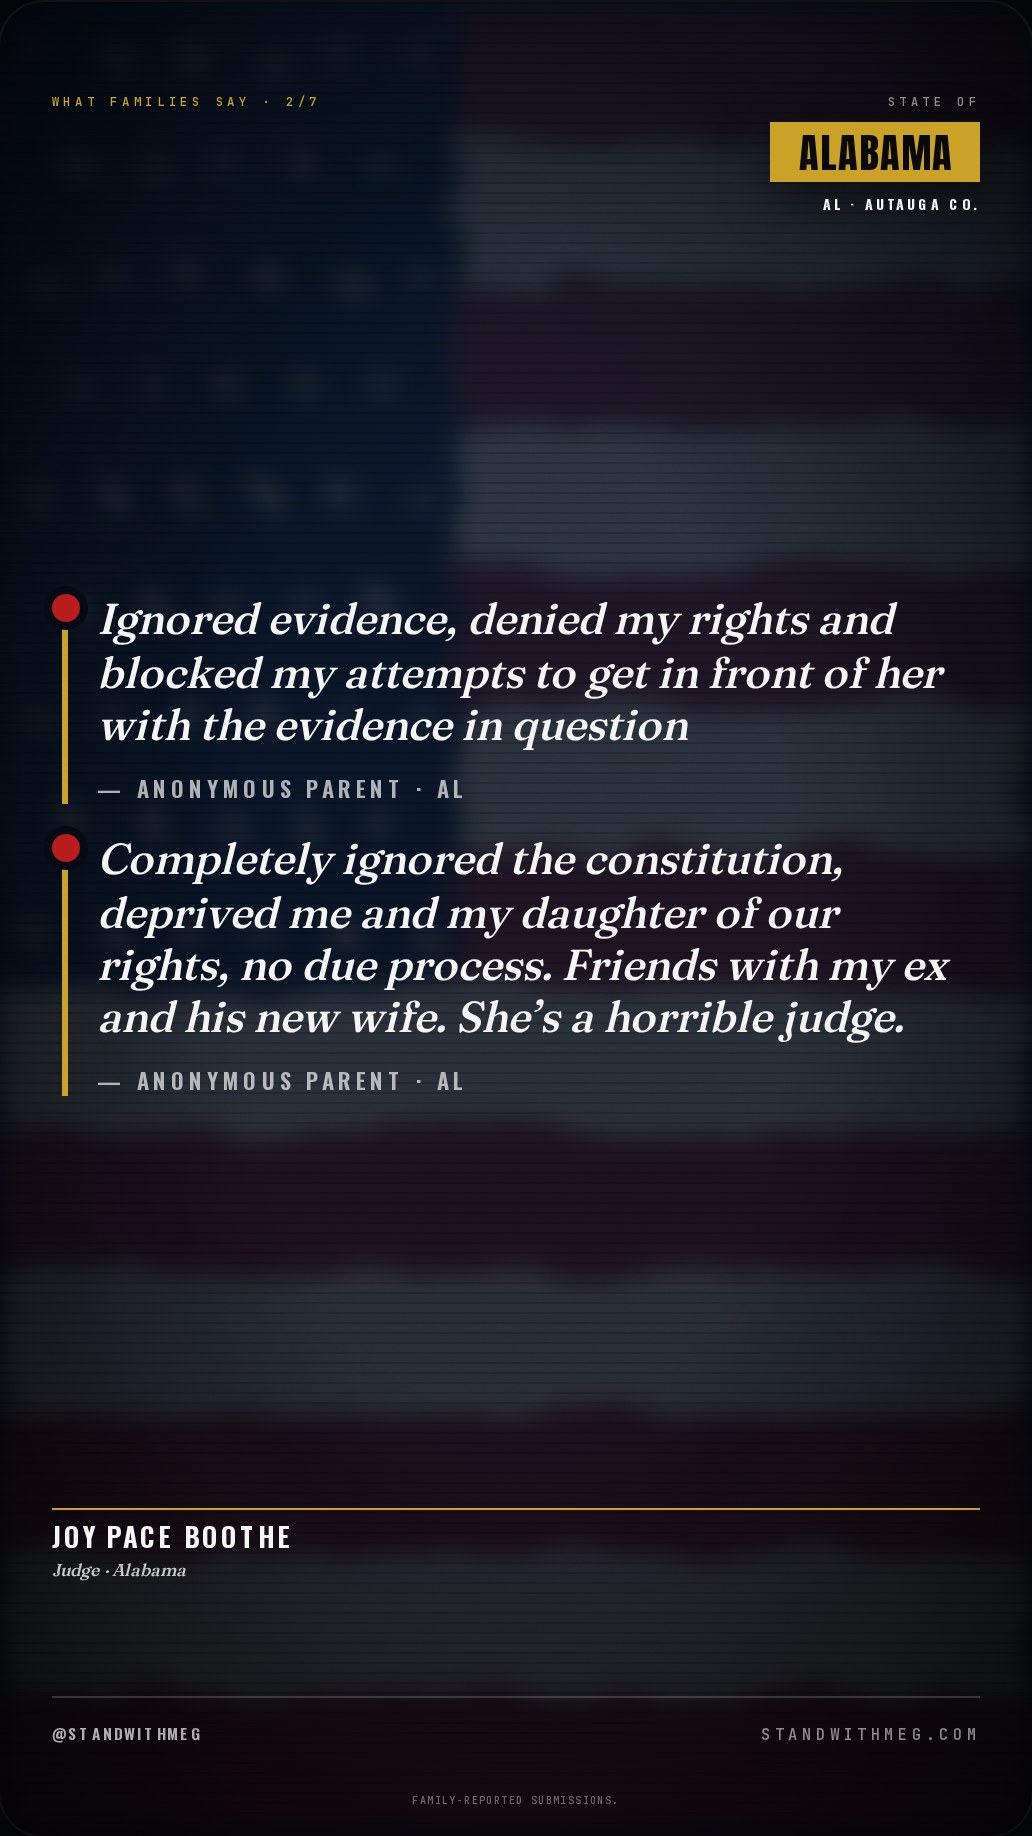 WHAT FAMILIES SAY · 2/7
STATE OF
ALABAMA
AL · AUTAUGA CO.
Ignored evidence, denied my rights and
blocked my attempts to get in front of her
with the evidence in question
— ANONYMOUS PARENT · AL
Completely ignored the constitution,
deprived me and my daughter of our
rights, no due process. Friends with my ex
and his new wife. She’s a horrible judge.
— ANONYMOUS PARENT · AL
JOY PACE BOOTHE
Judge · Alabama
@STANDWITHMEG
STANDWITHMEG.COM
FAMILY-REPORTED SUBMISSIONS.